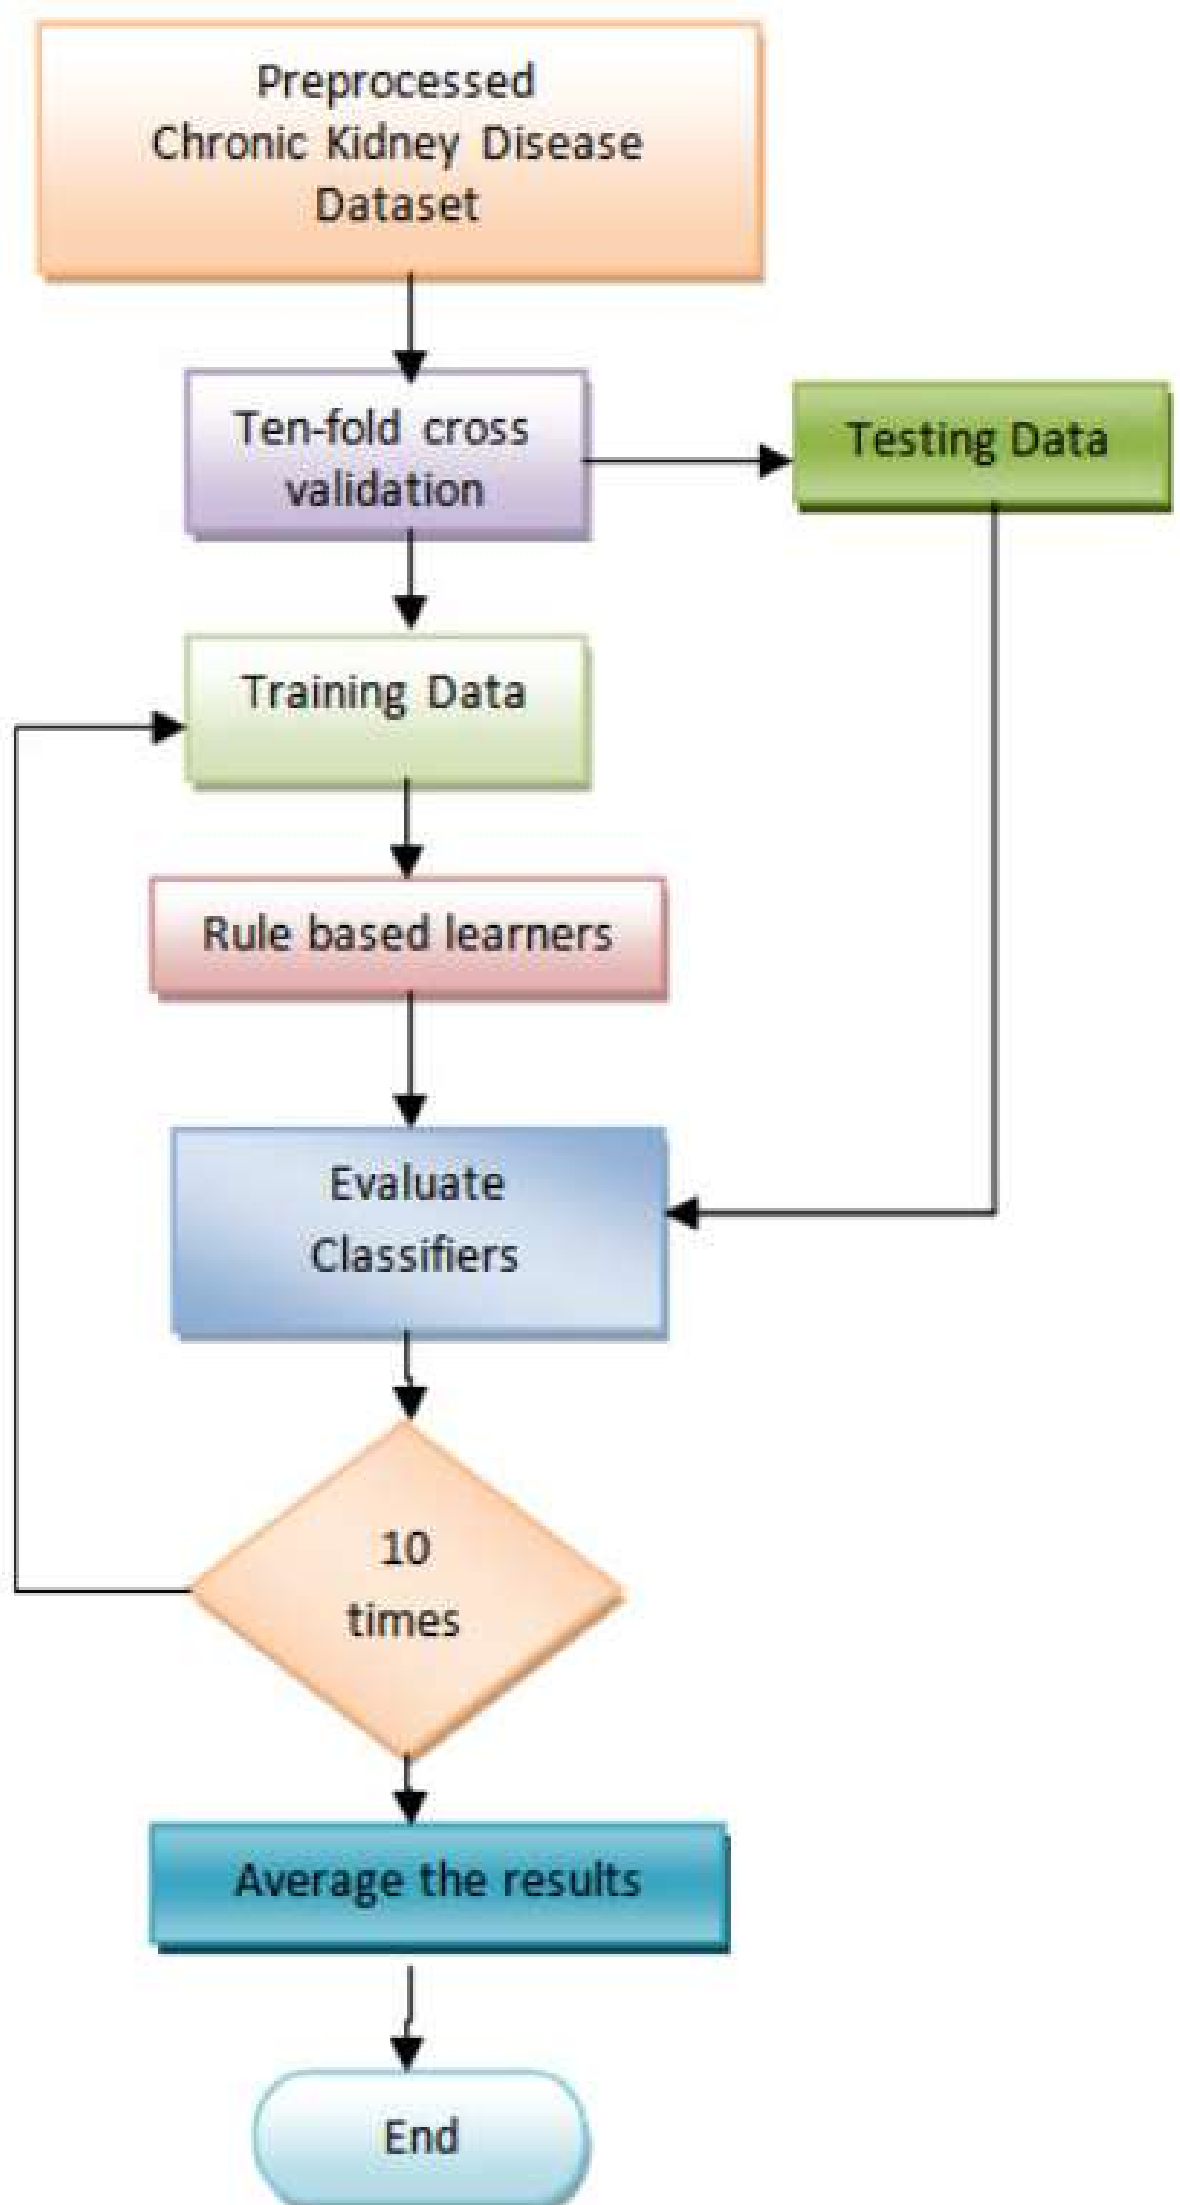 Preprocessed
Chronic Kidney Disease
Dataset
Ten-fold cross
validation
Testing Data
Training Data
Rule based learners
Evaluate
Classifiers
10
times
Average the results
End